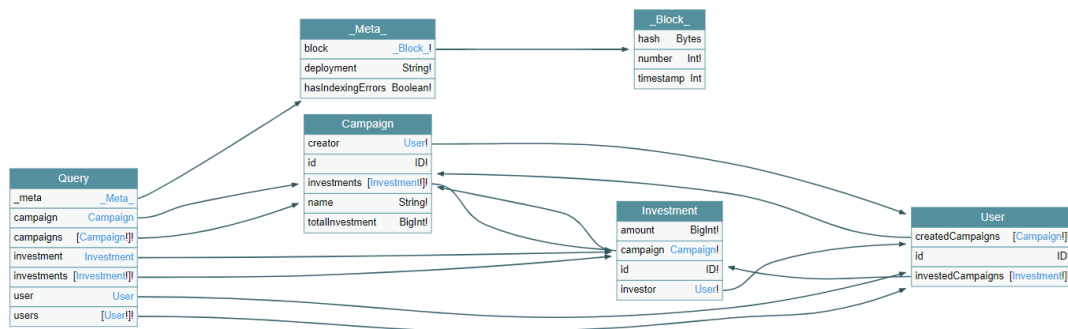 _Meta_
block _Block_!
deployment String!
hasIndexingErrors Boolean!
_Block_
hash Bytes
number Int!
timestamp Int
Campaign
creator User!
id ID!
investments [Investment!]!
name String!
totalInvestment BigInt!
Query
_meta _Meta_
campaign Campaign
campaigns [Campaign!]!
investment Investment
investments [Investment!]!
user User
users [User!]!
Investment
amount BigInt!
campaign Campaign!
id ID!
investor User!
User
createdCampaigns [Campaign!]
id ID!
investedCampaigns [Investment!]